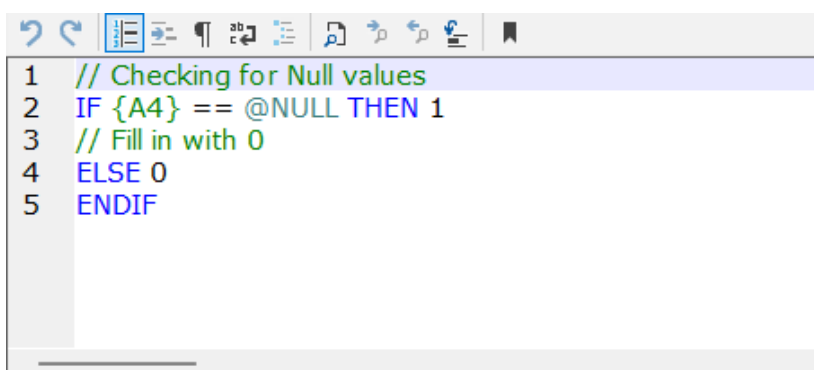 1 // Checking for Null values
2 IF {A4} == @NULL THEN 1
3 // Fill in with 0
4 ELSE 0
5 ENDIF